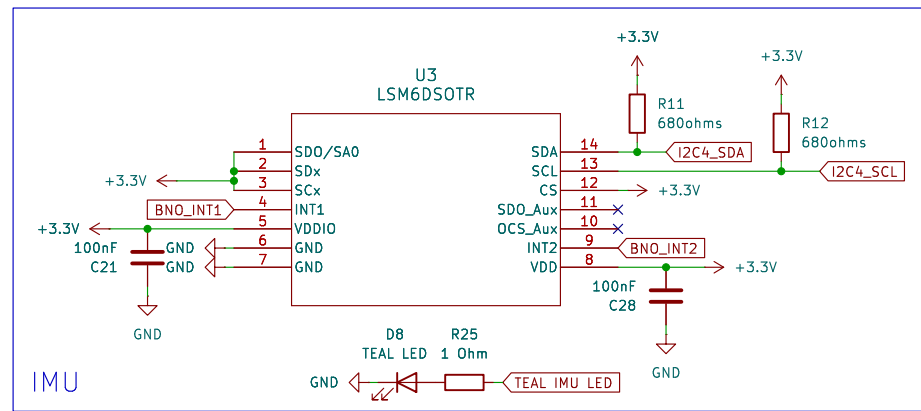 +3.3V
+3.3V
U3
LSM6DSOTR
R11
680ohms
R12
680ohms
1
SDO/SA0
SDA
14
I2C4_SDA
2
SDx
SCL
13
I2C4_SCL
+3.3V
3
SCx
CS
12
+3.3V
BNO_INT1
4
INT1
SDO_Aux
11
+3.3V
5
VDDIO
OCS_Aux
10
100nF
C21
GND
6
GND
INT2
9
BNO_INT2
GND
7
GND
VDD
8
+3.3V
100nF
C28
GND
GND
D8
TEAL LED
R25
1 Ohm
GND
TEAL IMU LED
IMU